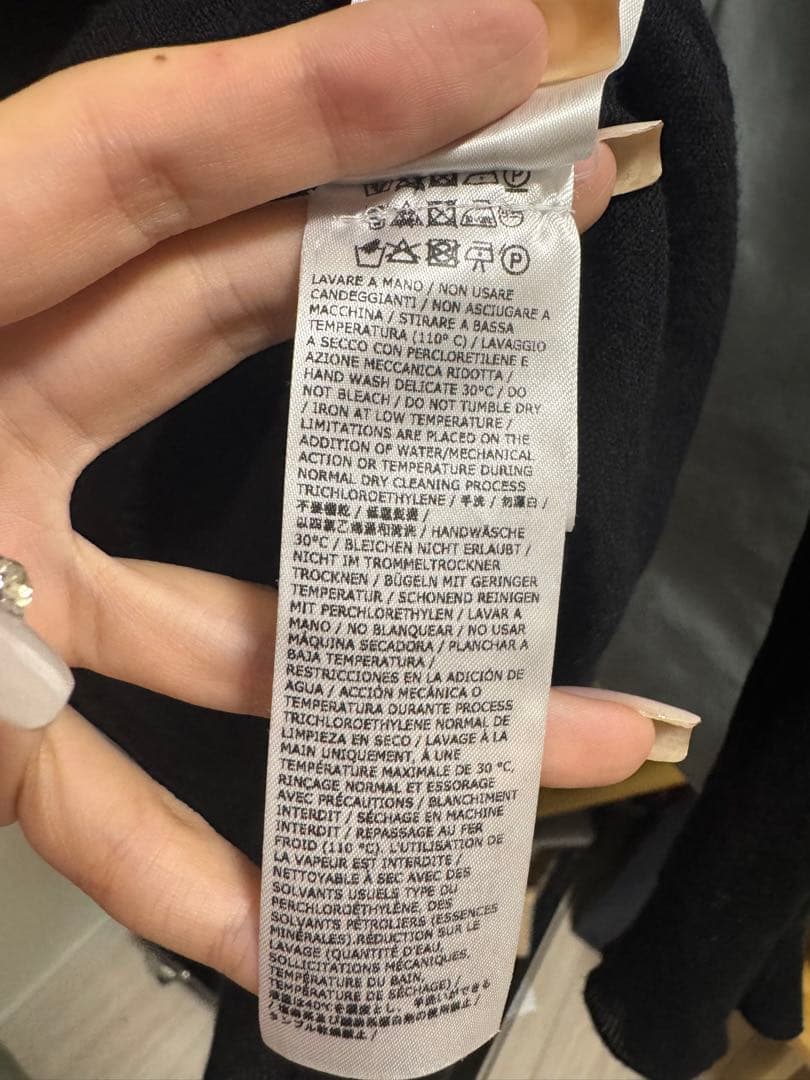 LAVARE A MANO / NON USARE
CANDEGGIANTI / NON ASCIUGARE A
MACCHINA / STIRARE A BASSA
TEMPERATURA (110° C) / LAVAGGIO
A SECCO CON PERCLORETILENE E
AZIONE MECCANICA RIDOTTA /
HAND WASH DELICATE 30°C / DO
NOT BLEACH / DO NOT TUMBLE DRY
/ IRON AT LOW TEMPERATURE /
LIMITATIONS ARE PLACED ON THE
ADDITION OF WATER/MECHANICAL
ACTION OR TEMPERATURE DURING
NORMAL DRY CLEANING PROCESS
TRICHLOROETHYLENE / 手洗 / 勿漂白 /
/ HANDWÄSCHE
30°C / BLEICHEN NICHT ERLAUBT /
NICHT IM TROMMELTROCKNER
TROCKNEN / BÜGELN MIT GERINGER
TEMPERATUR / SCHONEND REINIGEN
MIT PERCHLORETHYLEN / LAVAR A
MANO / NO BLANQUEAR / NO USAR
MÁQUINA SECADORA / PLANCHAR A
BAJA TEMPERATURA /
RESTRICCIONES EN LA ADICIÓN DE
AGUA / ACCIÓN MECÁNICA O
TEMPERATURA DURANTE PROCESS
TRICHLOROETHYLENE NORMAL DE
LIMPIEZA EN SECO / LAVAGE À LA
MAIN UNIQUEMENT, À UNE
TEMPÉRATURE MAXIMALE DE 30 °C,
RINÇAGE NORMAL ET ESSORAGE
AVEC PRÉCAUTIONS / BLANCHIMENT
INTERDIT / SÉCHAGE EN MACHINE
INTERDIT / REPASSAGE AU FER
FROID (110 °C). L'UTILISATION DE
LA VAPEUR EST INTERDITE /
NETTOYABLE À SEC AVEC DES
SOLVANTS USUELS TYPE DU
PERCHLOROÉTHYLÈNE, DES
SOLVANTS PÉTROLIERS (ESSENCES
MINÉRALES).RÉDUCTION SUR LE
LAVAGE (QUANTITÉ D'EAU,
SOLLICITATIONS MÉCANIQUES,
TEMPÉRATURE DU BAIN,
TEMPÉRATURE DE SÉCHAGE) /